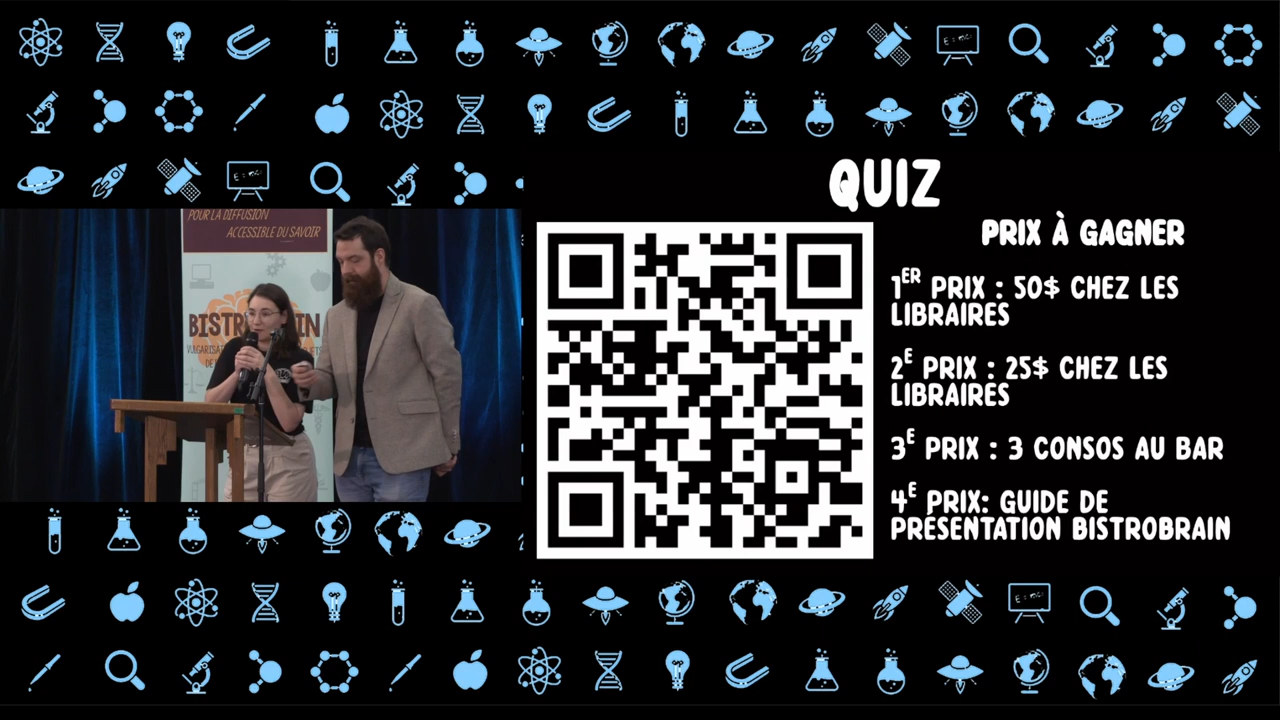 QUIZ
PRIX À GAGNER
1ER PRIX : 50$ CHEZ LES
LIBRAIRES
2E PRIX : 25$ CHEZ LES
LIBRAIRES
3E PRIX : 3 CONSOS AU BAR
4E PRIX: GUIDE DE
PRÉSENTATION BISTROBRAIN
POUR LA DIFFUSION
ACCESSIBLE DU SAVOIR